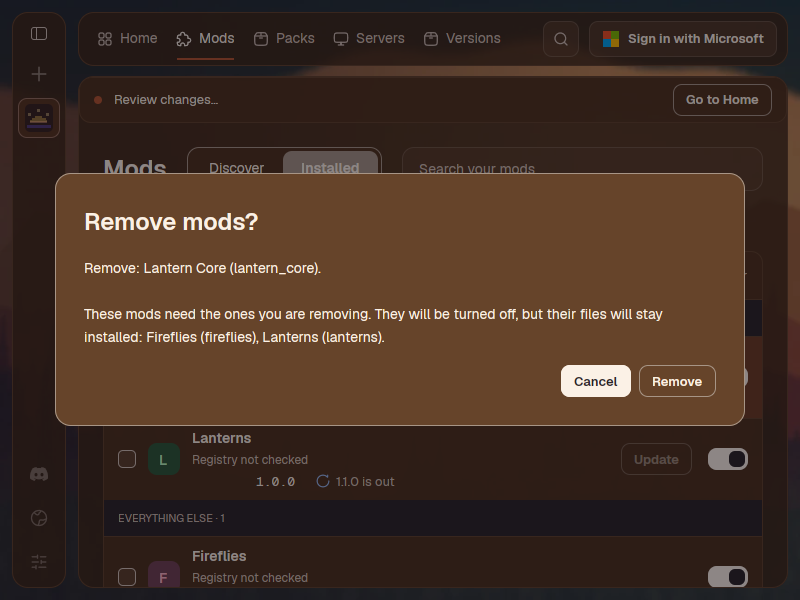 Home Mods Packs Servers Versions Sign in with Microsoft
Review changes… Go to Home
Mods Discover Installed Search your mods
Remove mods?
Remove: Lantern Core (lantern_core).
These mods need the ones you are removing. They will be turned off, but their files will stay
installed: Fireflies (fireflies), Lanterns (lanterns).
Cancel Remove
Lanterns
L Registry not checked Update
1.0.0 1.1.0 is out
EVERYTHING ELSE · 1
Fireflies
F Registry not checked